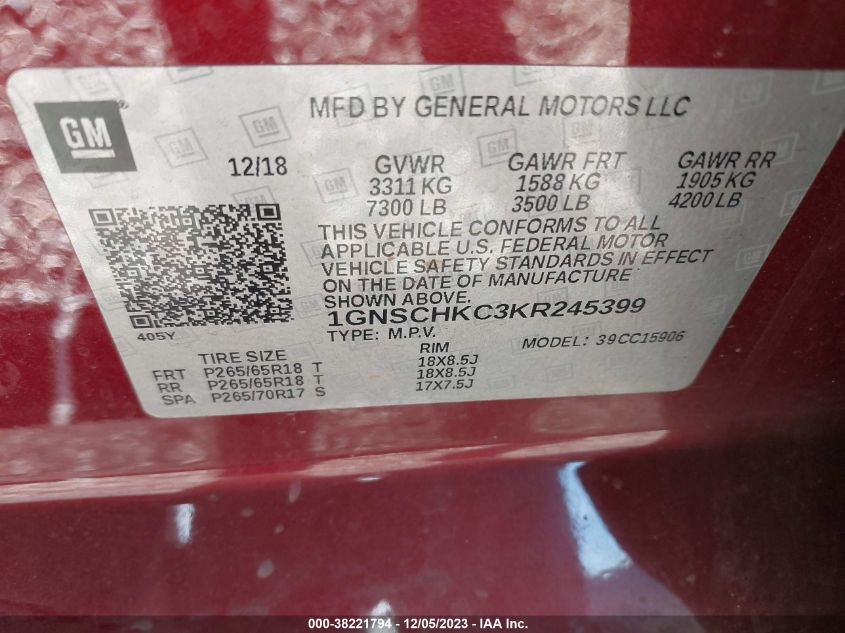 GM
MFD BY GENERAL MOTORS LLC
12/18 GVWR GAWR FRT GAWR RR
3311 KG 1588 KG 1905 KG
7300 LB 3500 LB 4200 LB
THIS VEHICLE CONFORMS TO ALL
APPLICABLE U.S. FEDERAL MOTOR
VEHICLE SAFETY STANDARDS IN EFFECT
ON THE DATE OF MANUFACTURE
SHOWN ABOVE.
1GNSCHKC3KR245399
405Y
TYPE: M.P.V. MODEL: 39CC15906
TIRE SIZE RIM
FRT P265/65R18 T 18X8.5J
RR P265/65R18 T 18X8.5J
SPA P265/70R17 S 17X7.5J
000-38221794 - 12/05/2023 - IAA Inc.